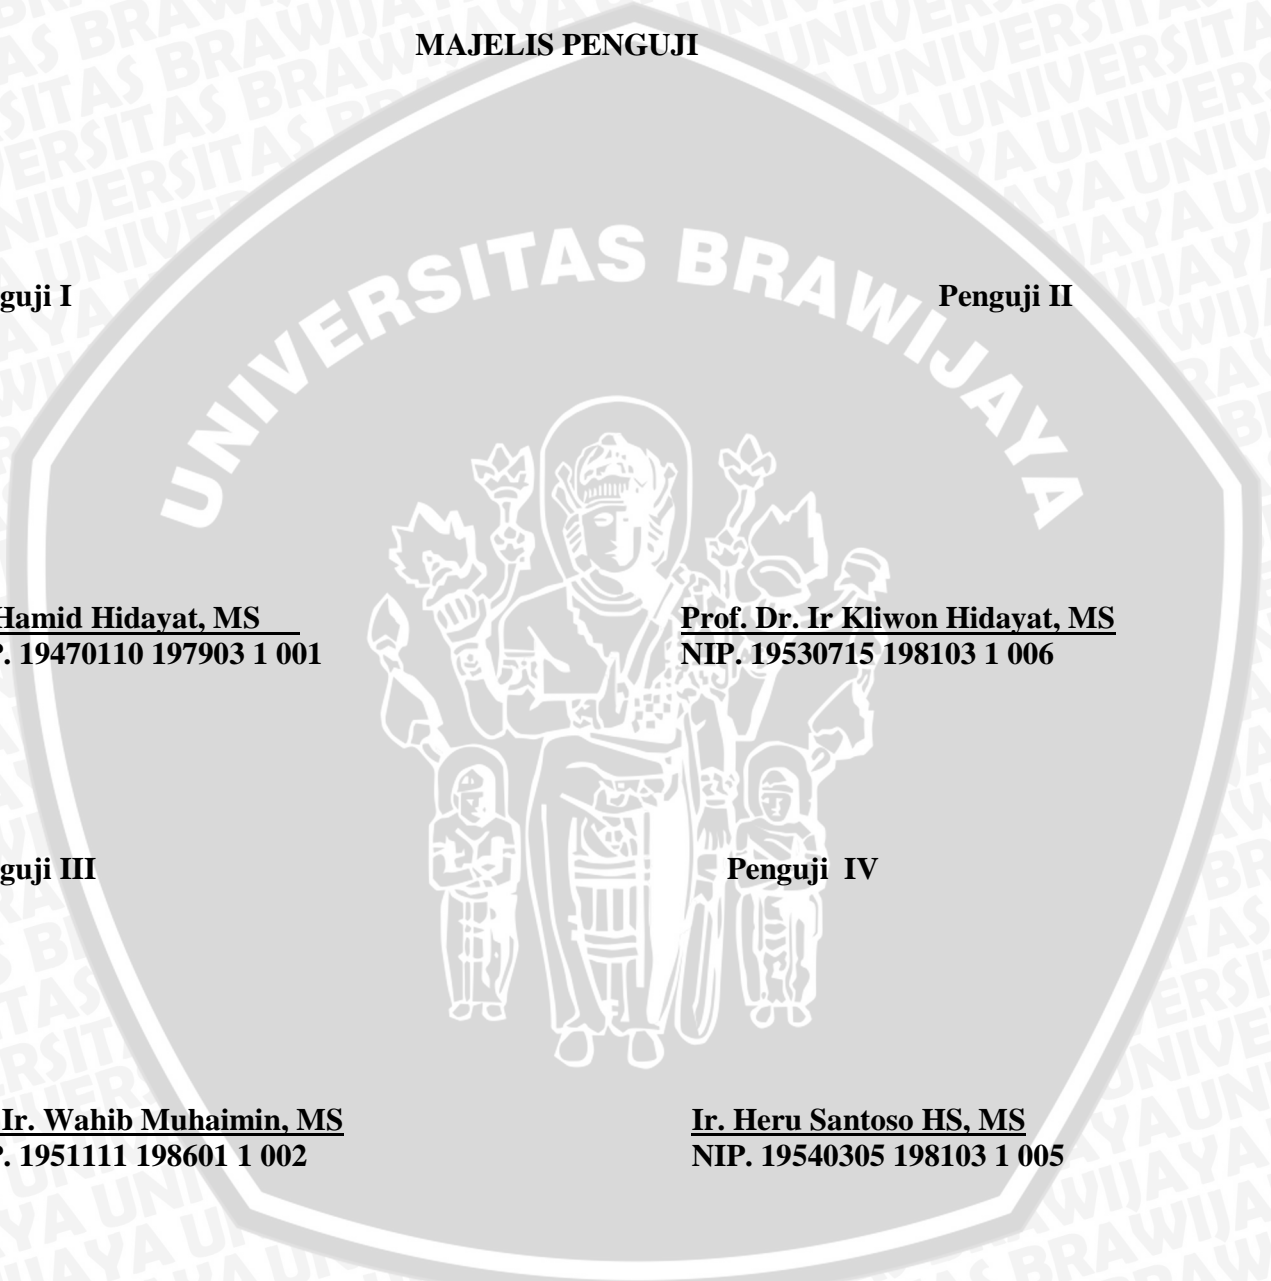 MAJELIS PENGUJI
UNIVERSITAS BRAWIJAYA
guji I
Penguji II
Hamid Hidayat, MS
. 19470110 197903 1 001
Prof. Dr. Ir Kliwon Hidayat, MS
NIP. 19530715 198103 1 006
guji III
Penguji IV
Ir. Wahib Muhaimin, MS
. 1951111 198601 1 002
Ir. Heru Santoso HS, MS
NIP. 19540305 198103 1 005